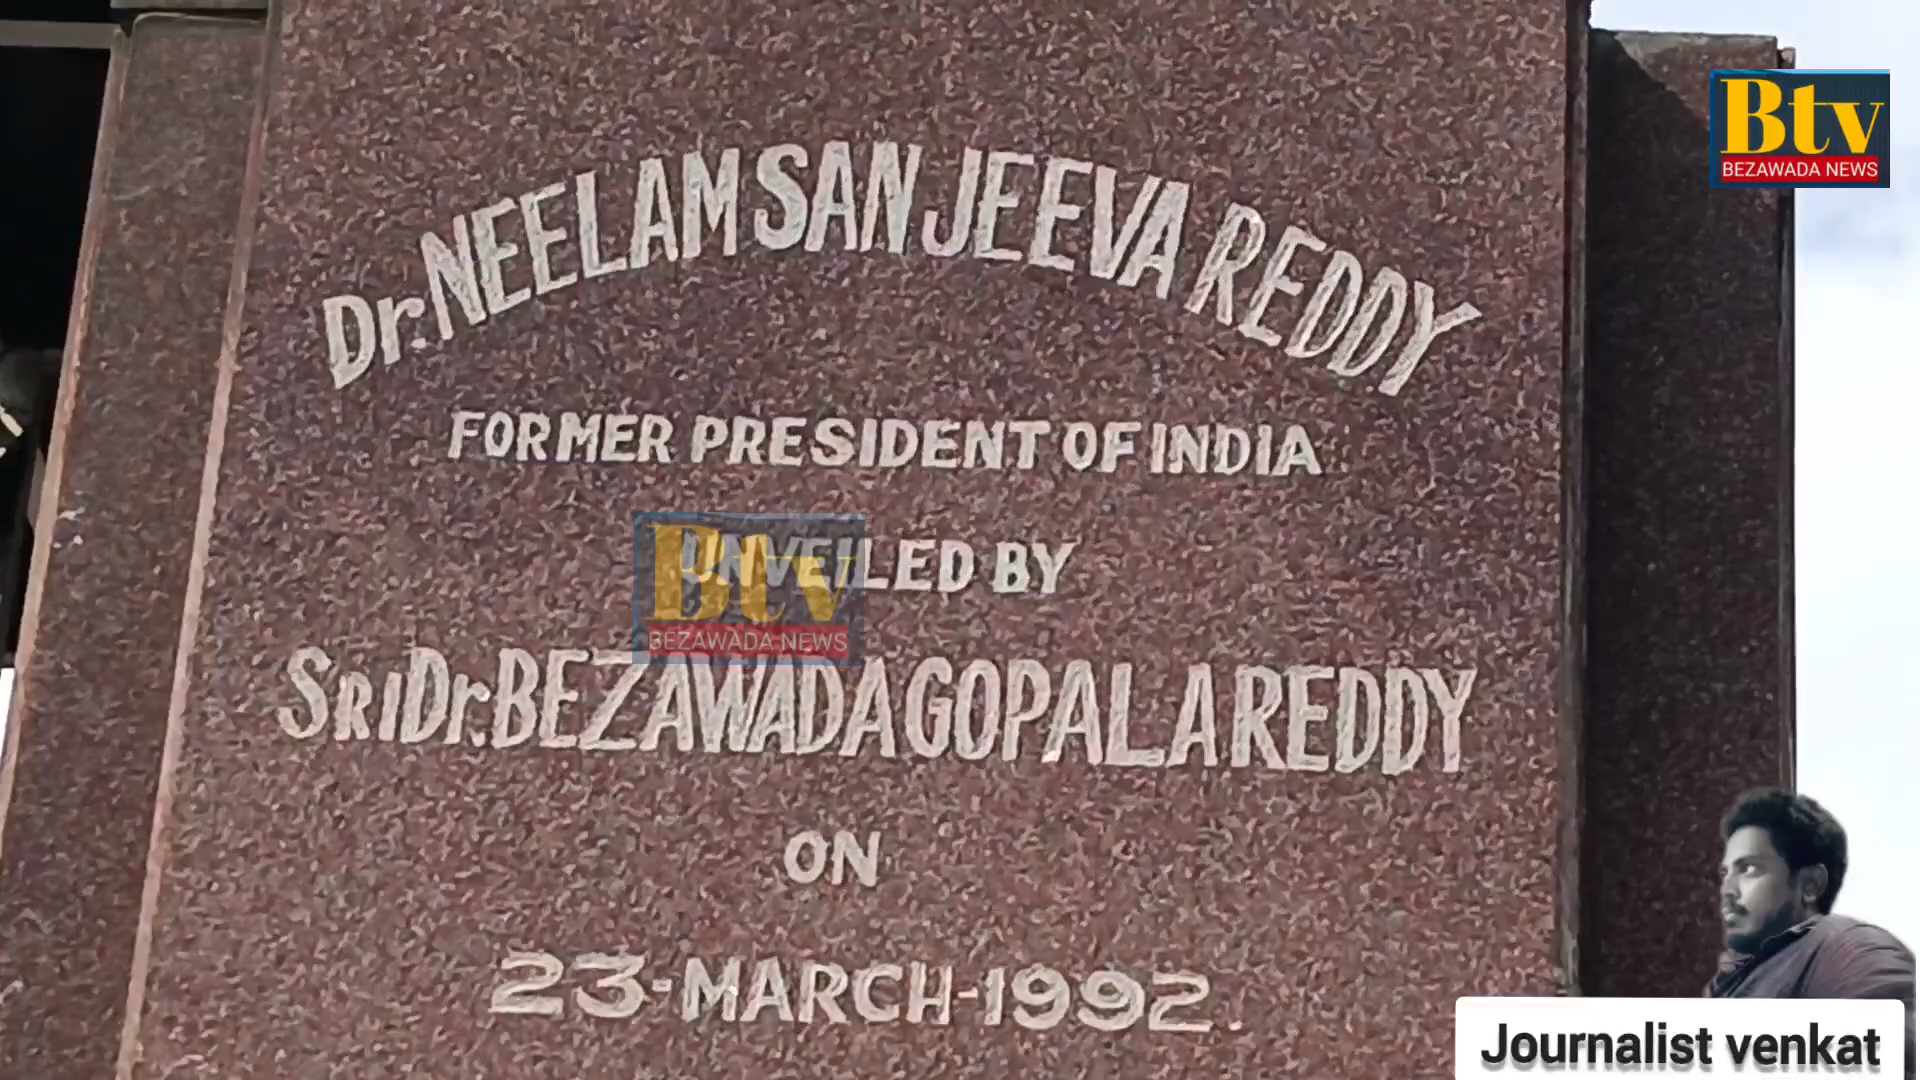 Btv
BEZAWADA NEWS
Dr. NEELAM SANJEEVA REDDY
FORMER PRESIDENT OF INDIA
UNVEILED BY
Btv
BEZAWADA NEWS
SRI Dr. BEZAWADA GOPALA REDDY
ON
23-MARCH-1992.
Journalist venkat